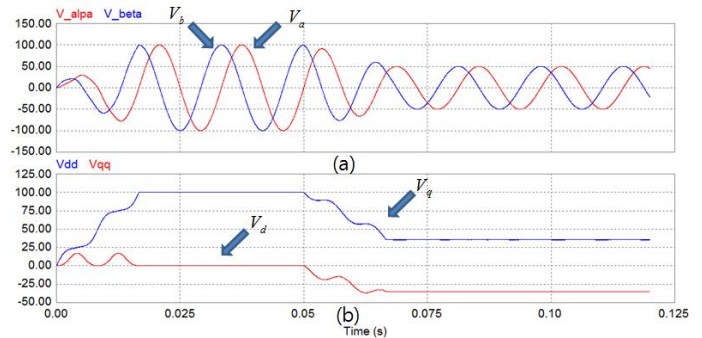 V_alpa V_beta
V_b V_a
150.00
100.00
50.00
0.00
-50.00
-100.00
(a)
Vdd Vqq
125.00
100.00
75.00
50.00
25.00
0.00
-25.00
-50.00
V_q
V_d
(b)
0.00 0.025 0.05 0.075 0.10 0.125
Time (s)